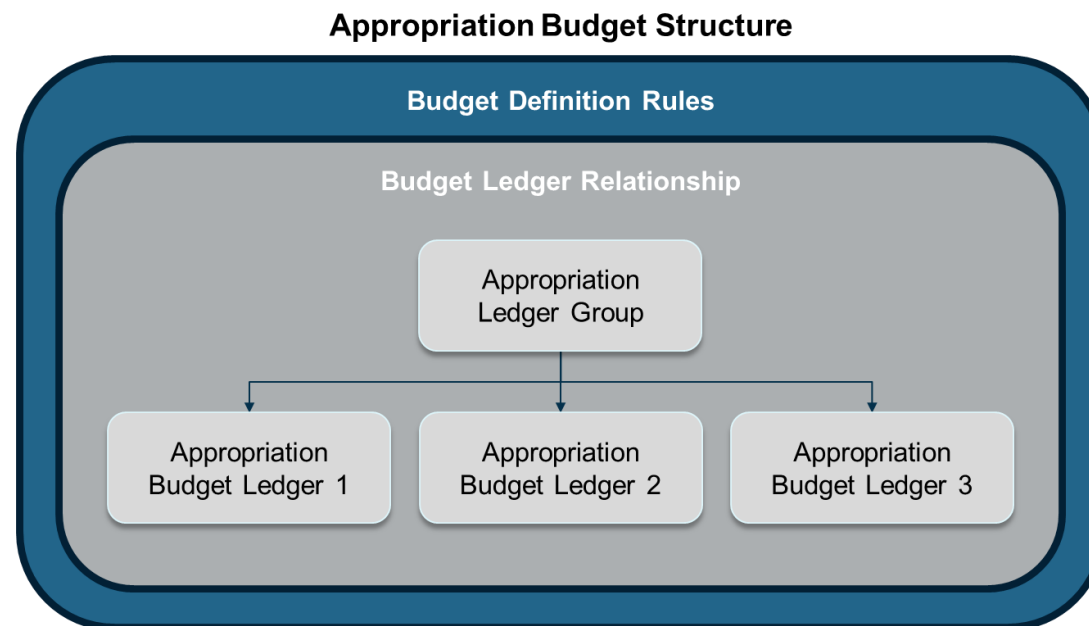 Appropriation Budget Structure
Budget Definition Rules
Budget Ledger Relationship
Appropriation
Ledger Group
Appropriation
Budget Ledger 1
Appropriation
Budget Ledger 2
Appropriation
Budget Ledger 3